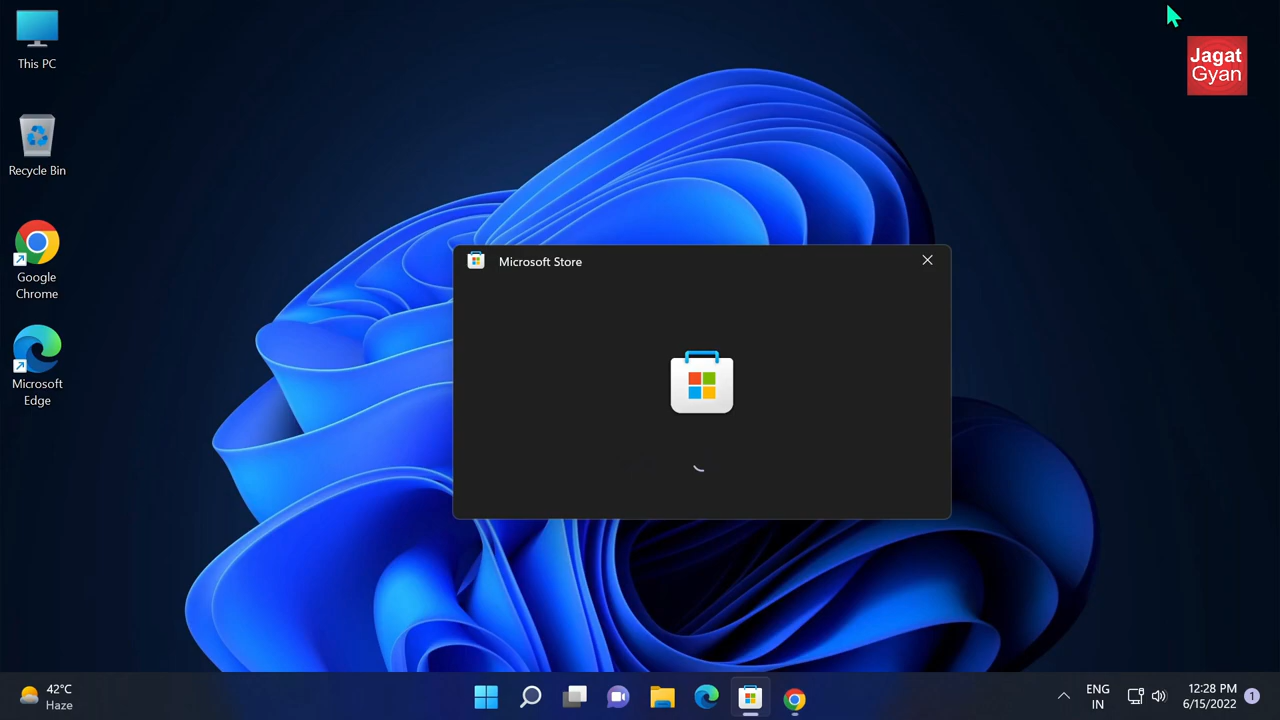 This PC
Jagat
Gyan
Recycle Bin
Google
Chrome
Microsoft
Edge
Microsoft Store
42°C
Haze
ENG
IN
12:28 PM
6/15/2022
1